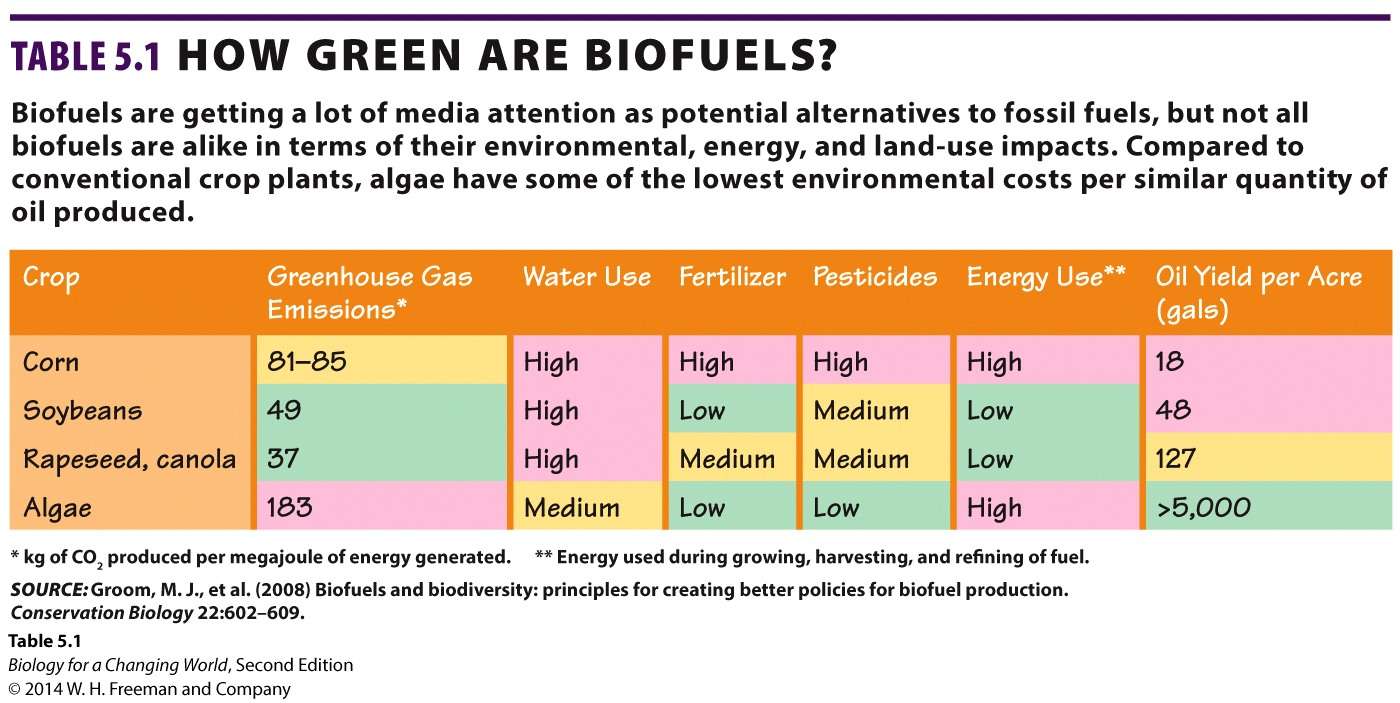 TABLE 5.1 HOW GREEN ARE BIOFUELS?
Biofuels are getting a lot of media attention as potential alternatives to fossil fuels, but not all
biofuels are alike in terms of their environmental, energy, and land-use impacts. Compared to
conventional crop plants, algae have some of the lowest environmental costs per similar quantity of
oil produced.
Crop Greenhouse Gas Emissions* Water Use Fertilizer Pesticides Energy Use** Oil Yield per Acre (gals)
Corn 81–85 High High High High 18
Soybeans 49 High Low Medium Low 48
Rapeseed, canola 37 High Medium Medium Low 127
Algae 183 Medium Low Low High >5,000
* kg of CO₂ produced per megajoule of energy generated. ** Energy used during growing, harvesting, and refining of fuel.
SOURCE: Groom, M. J., et al. (2008) Biofuels and biodiversity: principles for creating better policies for biofuel production.
Conservation Biology 22:602–609.
Table 5.1
Biology for a Changing World, Second Edition
© 2014 W. H. Freeman and Company